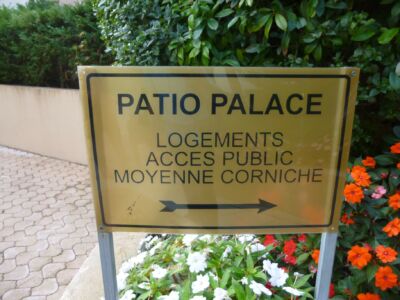 PATIO PALACE
LOGEMENTS
ACCES PUBLIC
MOYENNE CORNICHE